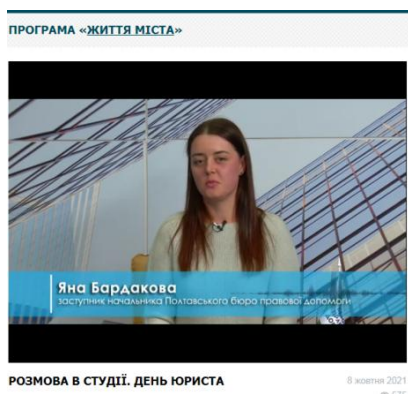 ПРОГРАМА «ЖИТТЯ МІСТА»
Яна Бардакова
заступник начальника Полтавського бюро правової допомоги
РОЗМОВА В СТУДІЇ. ДЕНЬ ЮРИСТА
8 жовтня 2021